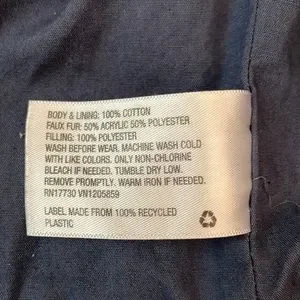 BODY & LINING: 100% COTTON
FAUX FUR: 50% ACRYLIC 50% POLYESTER
FILLING: 100% POLYESTER
WASH BEFORE WEAR. MACHINE WASH COLD
WITH LIKE COLORS. ONLY NON-CHLORINE
BLEACH IF NEEDED. TUMBLE DRY LOW.
REMOVE PROMPTLY. WARM IRON IF NEEDED.
RN17730 VN1205859
LABEL MADE FROM 100% RECYCLED
PLASTIC